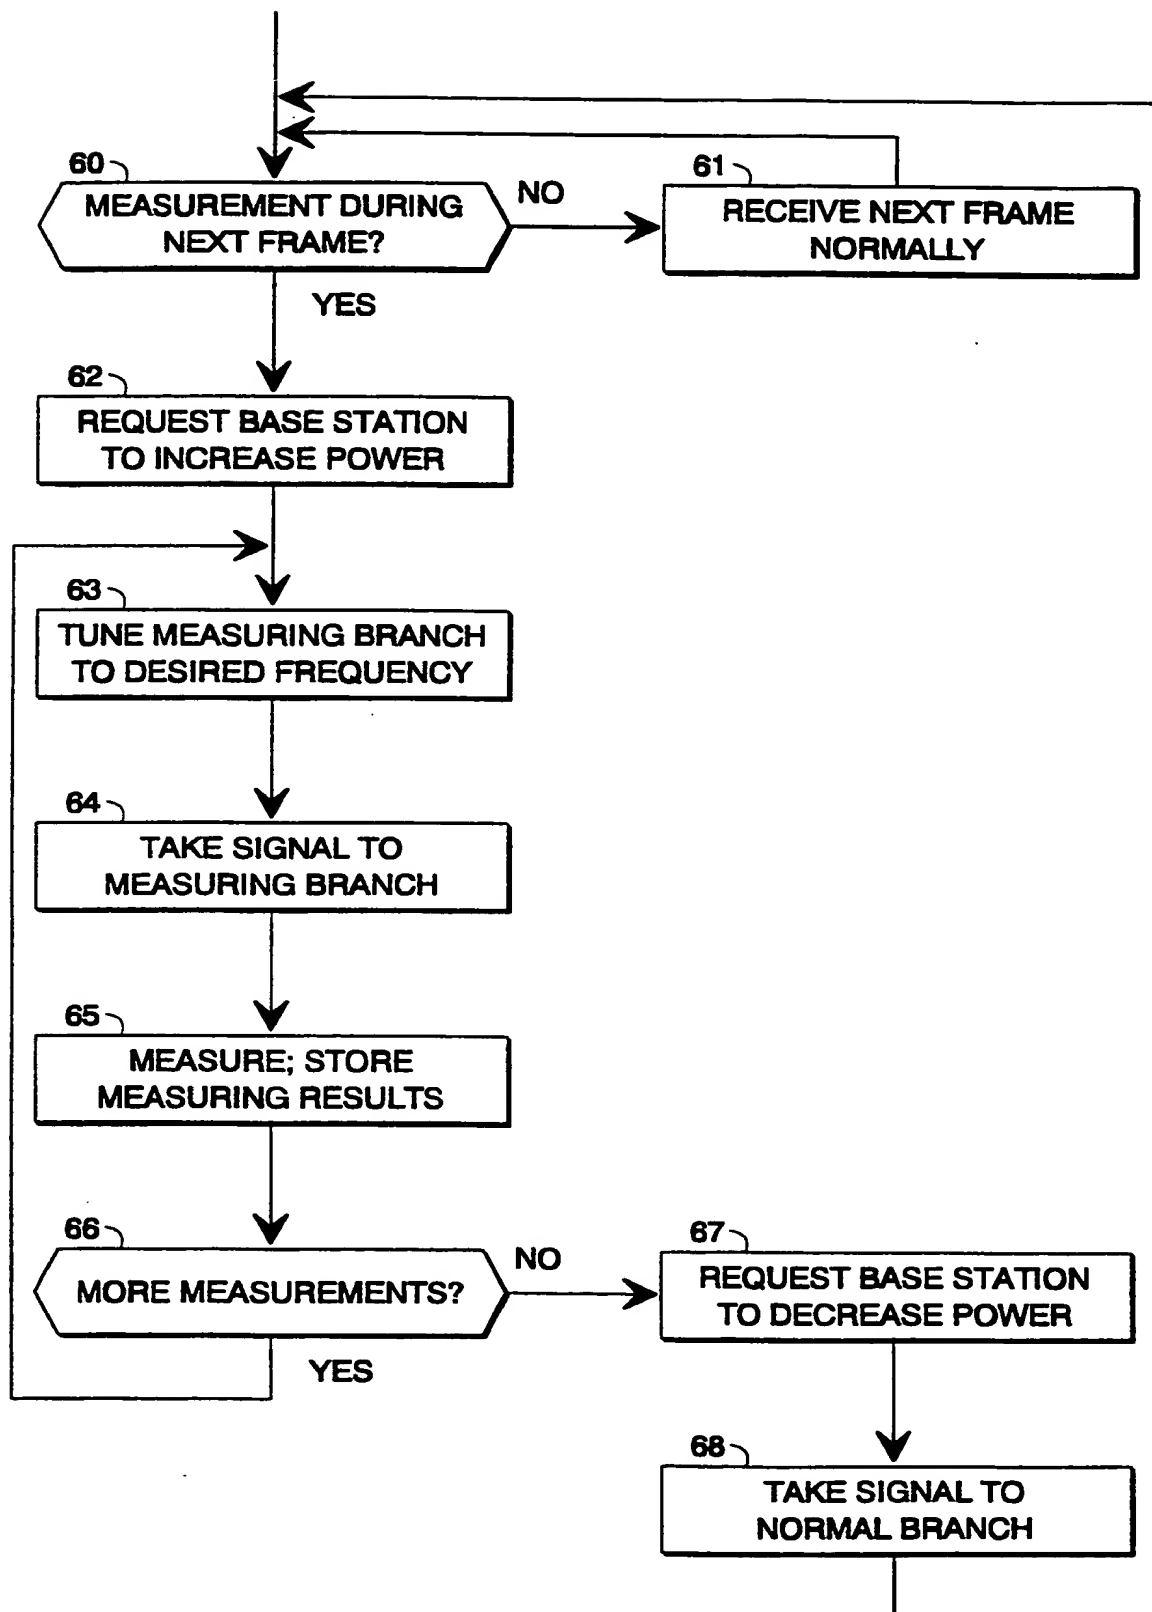 60
MEASUREMENT DURING
NEXT FRAME?
NO
61
RECEIVE NEXT FRAME
NORMALLY
YES
62
REQUEST BASE STATION
TO INCREASE POWER
63
TUNE MEASURING BRANCH
TO DESIRED FREQUENCY
64
TAKE SIGNAL TO
MEASURING BRANCH
65
MEASURE; STORE
MEASURING RESULTS
66
MORE MEASUREMENTS?
NO
YES
67
REQUEST BASE STATION
TO DECREASE POWER
68
TAKE SIGNAL TO
NORMAL BRANCH